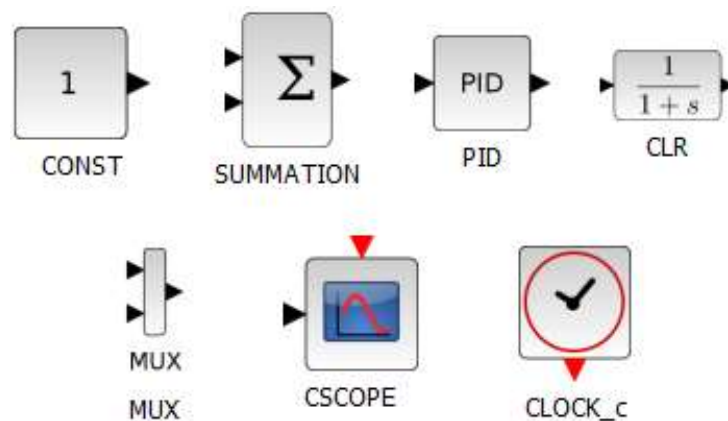 1
CONST
Σ
SUMMATION
PID
PID
1
1 + s
CLR
MUX
MUX
CSCOPE
CLOCK_c